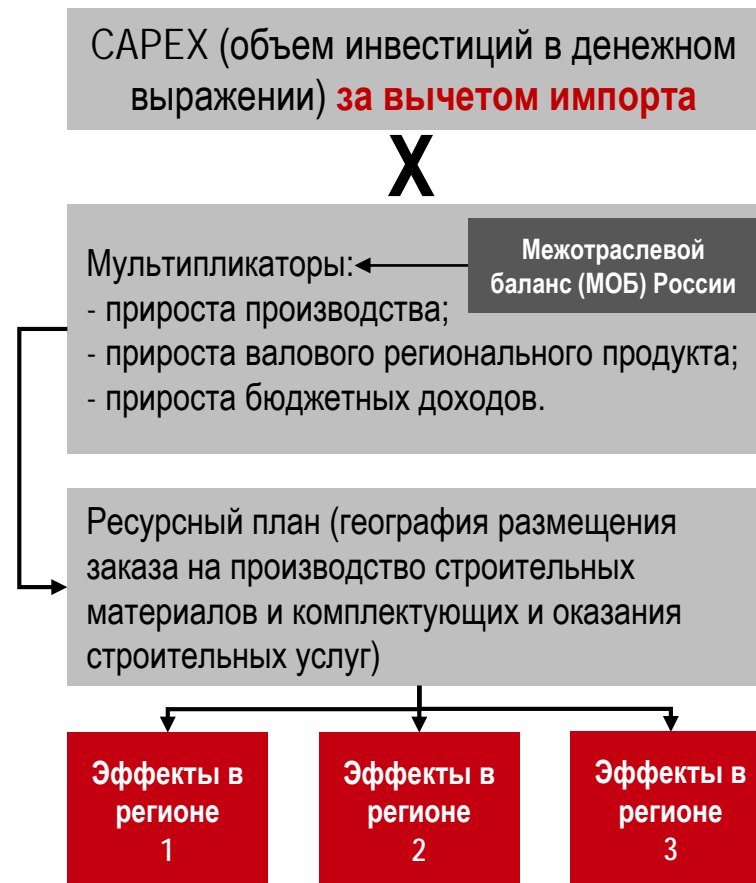 CAPEX (объем инвестиций в денежном
выражении) за вычетом импорта
X
Межотраслевой
баланс (МОБ) России
Мультипликаторы:
- прироста производства;
- прироста валового регионального продукта;
- прироста бюджетных доходов.
Ресурсный план (география размещения
заказа на производство строительных
материалов и комплектующих и оказания
строительных услуг)
Эффекты в
регионе
1
Эффекты в
регионе
2
Эффекты в
регионе
3